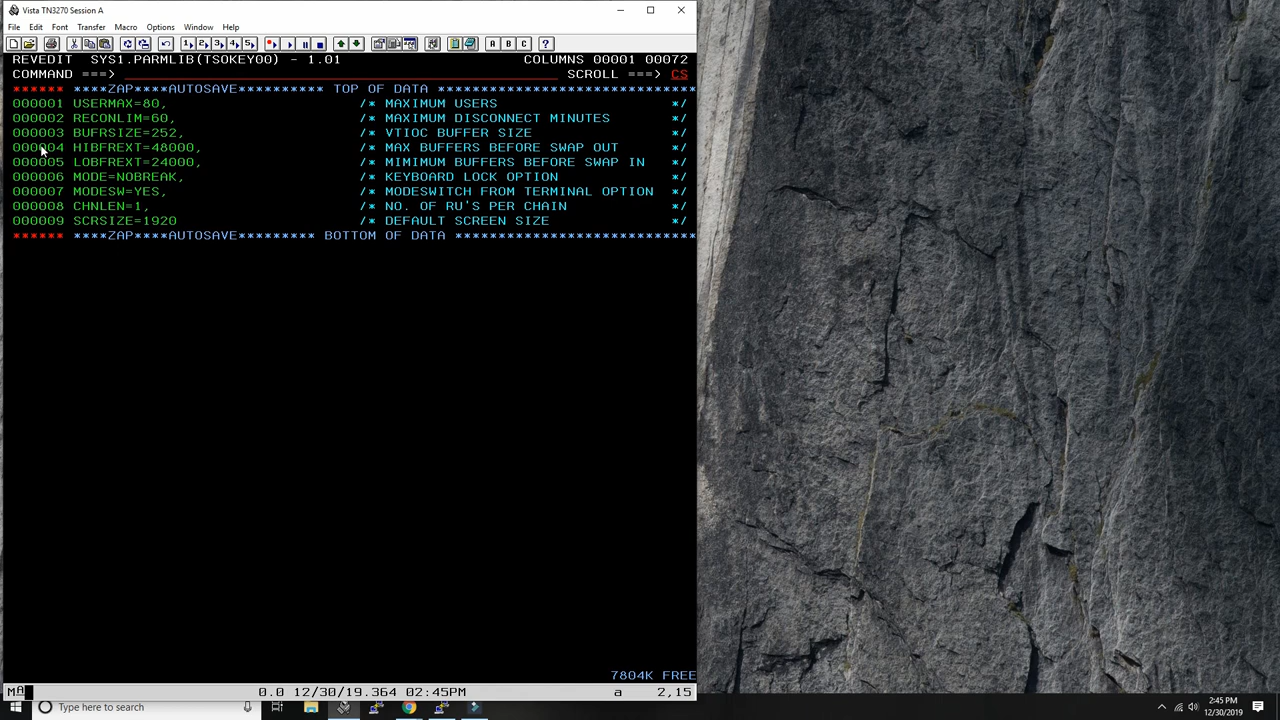 Vista TN3270 Session A
File Edit Font Transfer Macro Options Window Help
1 2 3 4 5 A B C ?
REVEDIT SYS1.PARMLIB(TSOKEY00) - 1.01 COLUMNS 00001 00072
COMMAND ===> SCROLL ===> CS
****** ****ZAP****AUTOSAVE********** TOP OF DATA *******************************
000001 USERMAX=80, /* MAXIMUM USERS */
000002 RECONLIM=60, /* MAXIMUM DISCONNECT MINUTES */
000003 BUFRSIZE=252, /* VTIOC BUFFER SIZE */
000004 HIBFREXT=48000, /* MAX BUFFERS BEFORE SWAP OUT */
000005 LOBFREXT=24000, /* MIMIMUM BUFFERS BEFORE SWAP IN */
000006 MODE=NOBREAK, /* KEYBOARD LOCK OPTION */
000007 MODESW=YES, /* MODESWITCH FROM TERMINAL OPTION */
000008 CHNLEN=1, /* NO. OF RU'S PER CHAIN */
000009 SCRSIZE=1920 /* DEFAULT SCREEN SIZE */
****** ****ZAP****AUTOSAVE********* BOTTOM OF DATA ****************************
7804K FREE
MA 0.0 12/30/19.364 02:45PM a 2,15
Type here to search
2:45 PM
12/30/2019